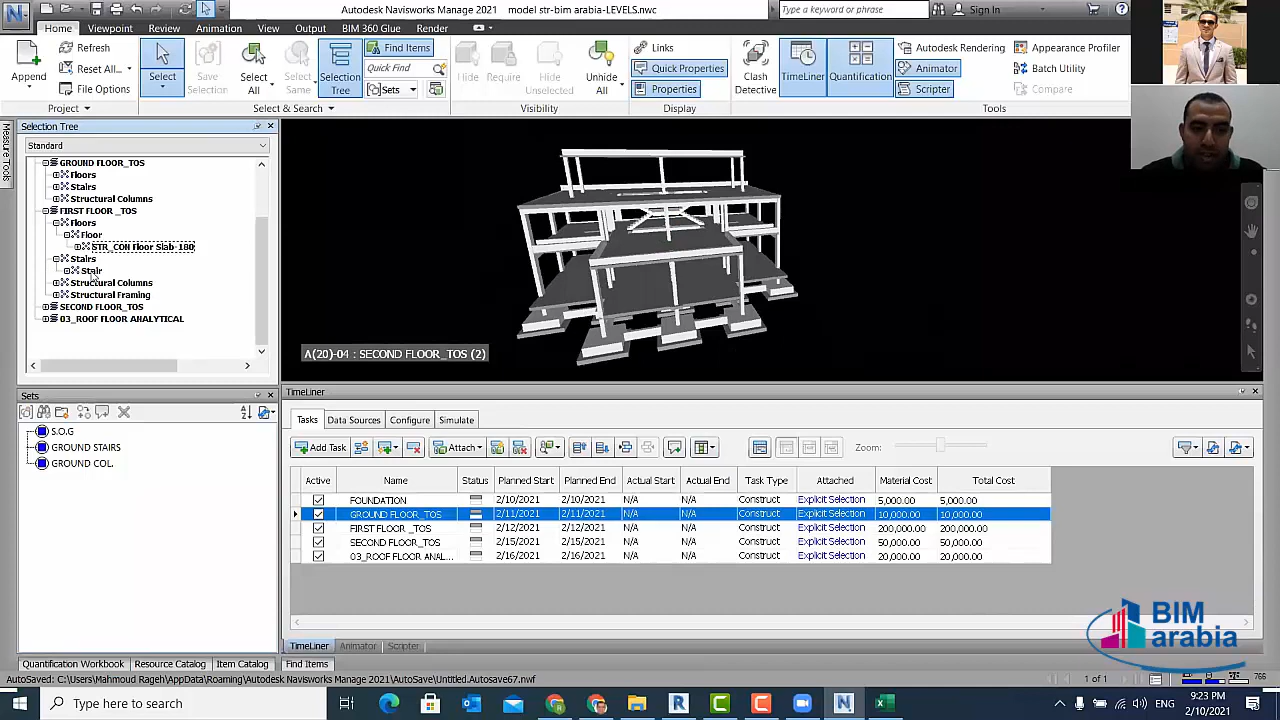 Autodesk Navisworks Manage 2021 model str-bim arabia-LEVELS.nwc
Type a keyword or phrase
Sign In
Home Viewpoint Review Animation View Output BIM 360 Glue Render
Append
Refresh
Reset All...
File Options
Project
Select
Save Selection
Select All
Select Same
Selection Tree
Find Items
Quick Find
Sets
Select & Search
Hide
Require
Hide Unselected
Unhide All
Visibility
Links
Quick Properties
Properties
Display
Clash Detective
TimeLiner
Quantification
Autodesk Rendering
Animator
Scripter
Appearance Profiler
Batch Utility
Compare
Tools
Measure Tools
Selection Tree
Standard
GROUND FLOOR_TOS
Floors
Stairs
Structural Columns
FIRST FLOOR _TOS
Floors
Floor
STR_CON Floor Slab-180
Stairs
Stair
Structural Columns
Structural Framing
SECOND FLOOR_TOS
03_ROOF FLOOR ANALYTICAL
A(20)-04 : SECOND FLOOR_TOS (2)
Sets
S.O.G
GROUND STAIRS
GROUND COL.
TimeLiner
Tasks Data Sources Configure Simulate
Add Task
Attach
Zoom:
Active Name Status Planned Start Planned End Actual Start Actual End Task Type Attached Material Cost Total Cost
FOUNDATION 2/10/2021 2/10/2021 N/A N/A Construct Explicit Selection 5,000.00 5,000.00
GROUND FLOOR_TOS 2/11/2021 2/11/2021 N/A N/A Construct Explicit Selection 10,000.00 10,000.00
FIRST FLOOR _TOS 2/12/2021 2/12/2021 N/A N/A Construct Explicit Selection 200,000.00 200,000.00
SECOND FLOOR_TOS 2/15/2021 2/15/2021 N/A N/A Construct Explicit Selection 50,000.00 50,000.00
03_ROOF FLOOR ANAL... 2/16/2021 2/16/2021 N/A N/A Construct Explicit Selection 20,000.00 20,000.00
BIM
arabia
TimeLiner Animator Scripter
Quantification Workbook Resource Catalog Item Catalog Find Items
AutoSaved: C:\Users\Mahmoud Rageh\AppData\Roaming\Autodesk Navisworks Manage 2021\AutoSave\Untitled.Autosave67.nwf
1 of 1
766
Type here to search
ENG
9:23 PM
2/10/2021